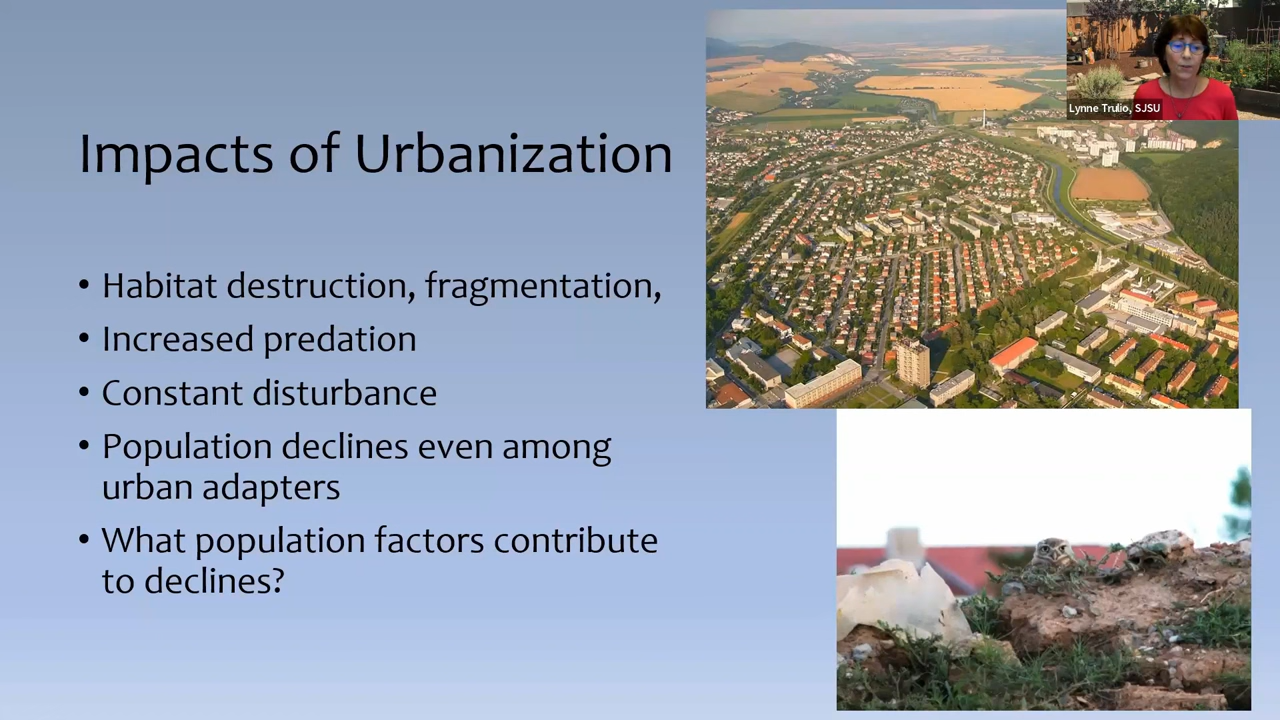 Lynne Trulio, SJSU
Impacts of Urbanization
• Habitat destruction, fragmentation,
• Increased predation
• Constant disturbance
• Population declines even among
urban adapters
• What population factors contribute
to declines?